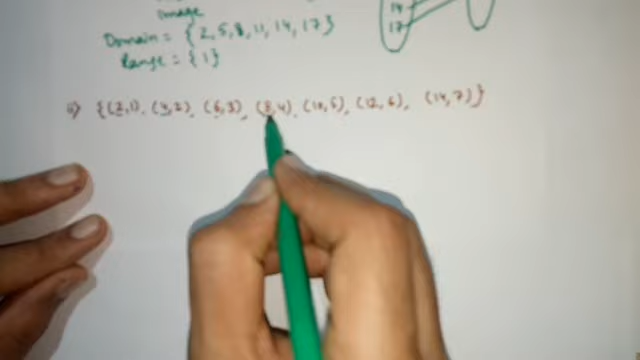 image
Domain = {2,5,8,11,14,17}
Range = {1}
14
17
ii) {(2,1), (4,2), (6,3), (8,4), (10,5), (12,6), (14,7)}